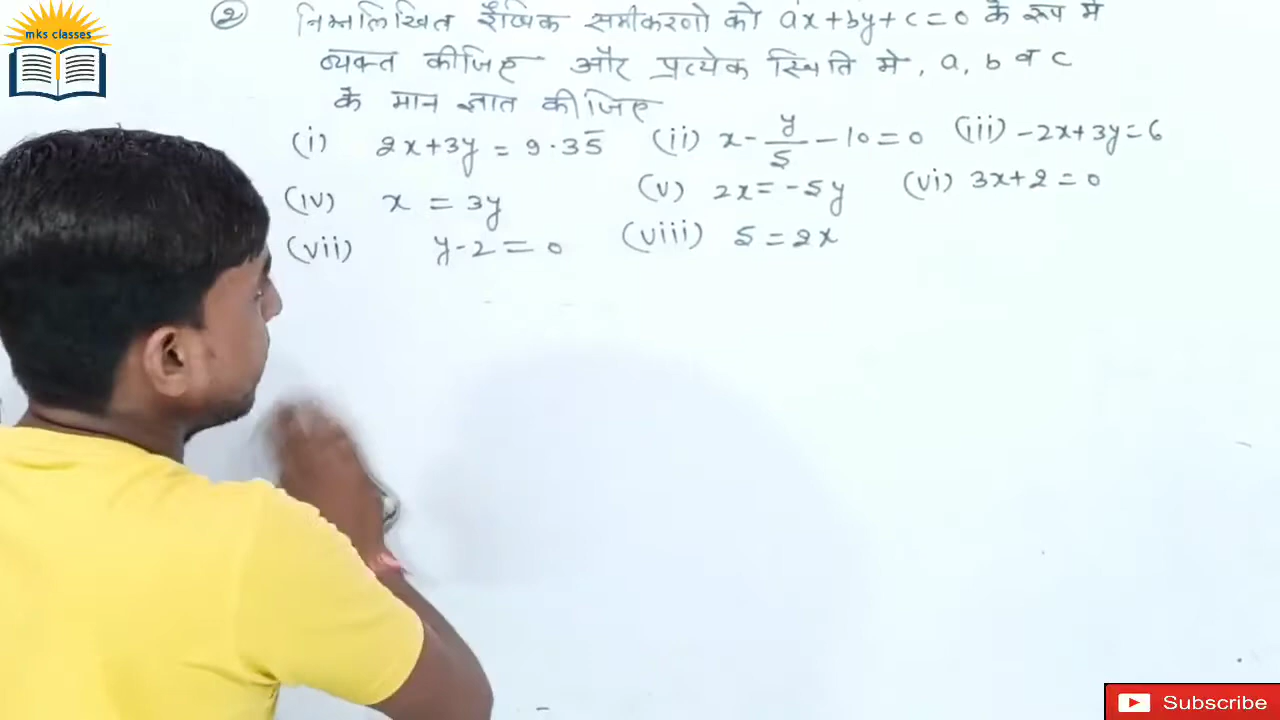 mks classes
② निम्नलिखित रैखिक समीकरणो को ax+by+c=0 के रूप मे
व्यक्त कीजिए और प्रत्येक स्थिति मे, a, b व c
के मान ज्ञात कीजिए
(i) 2x+3y = 9.35̅ (ii) x - y/5 - 10 = 0 (iii) -2x+3y=6
(iv) x = 3y (v) 2x = -5y (vi) 3x+2=0
(vii) y-2=0 (viii) 5=2x
Subscribe